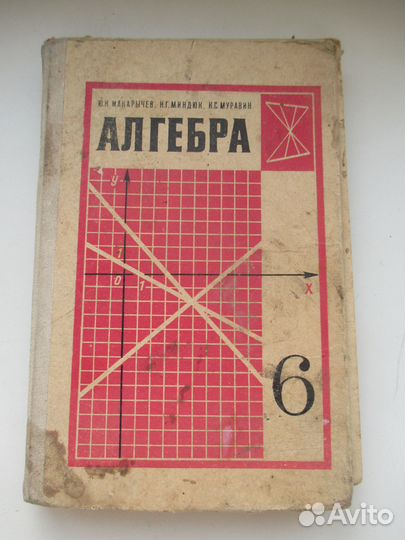 Ю.Н.МАКАРЫЧЕВ, Н.Г.МИНДЮК, К.С.МУРАВИН
АЛГЕБРА
y
1
0 1 X
6
Avito